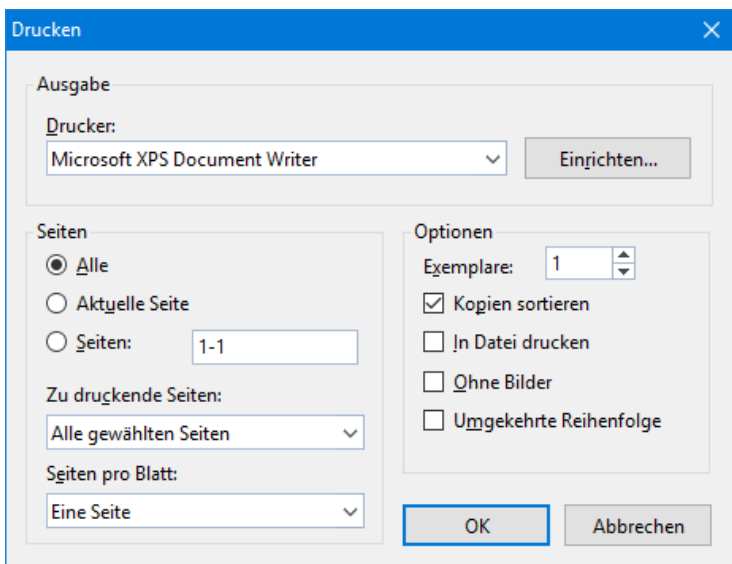 Drucken
Ausgabe
Drucker:
Microsoft XPS Document Writer
Einrichten...
Seiten
Alle
Aktuelle Seite
Seiten: 1-1
Zu druckende Seiten:
Alle gewählten Seiten
Seiten pro Blatt:
Eine Seite
Optionen
Exemplare: 1
Kopien sortieren
In Datei drucken
Ohne Bilder
Umgekehrte Reihenfolge
OK
Abbrechen